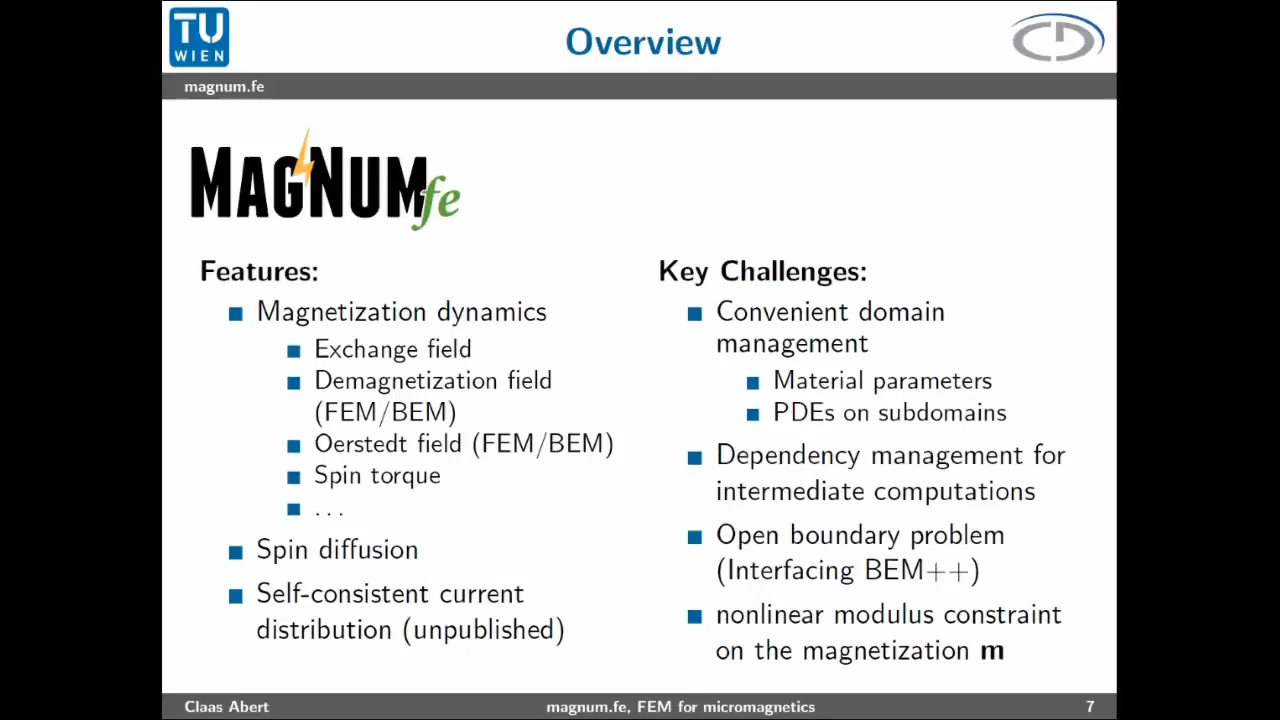 TU
WIEN
Overview
magnum.fe
MAGNUMfe
Features:
Magnetization dynamics
Exchange field
Demagnetization field
(FEM/BEM)
Oerstedt field (FEM/BEM)
Spin torque
...
Spin diffusion
Self-consistent current
distribution (unpublished)
Key Challenges:
Convenient domain
management
Material parameters
PDEs on subdomains
Dependency management for
intermediate computations
Open boundary problem
(Interfacing BEM++)
nonlinear modulus constraint
on the magnetization m
Claas Abert
magnum.fe, FEM for micromagnetics
7